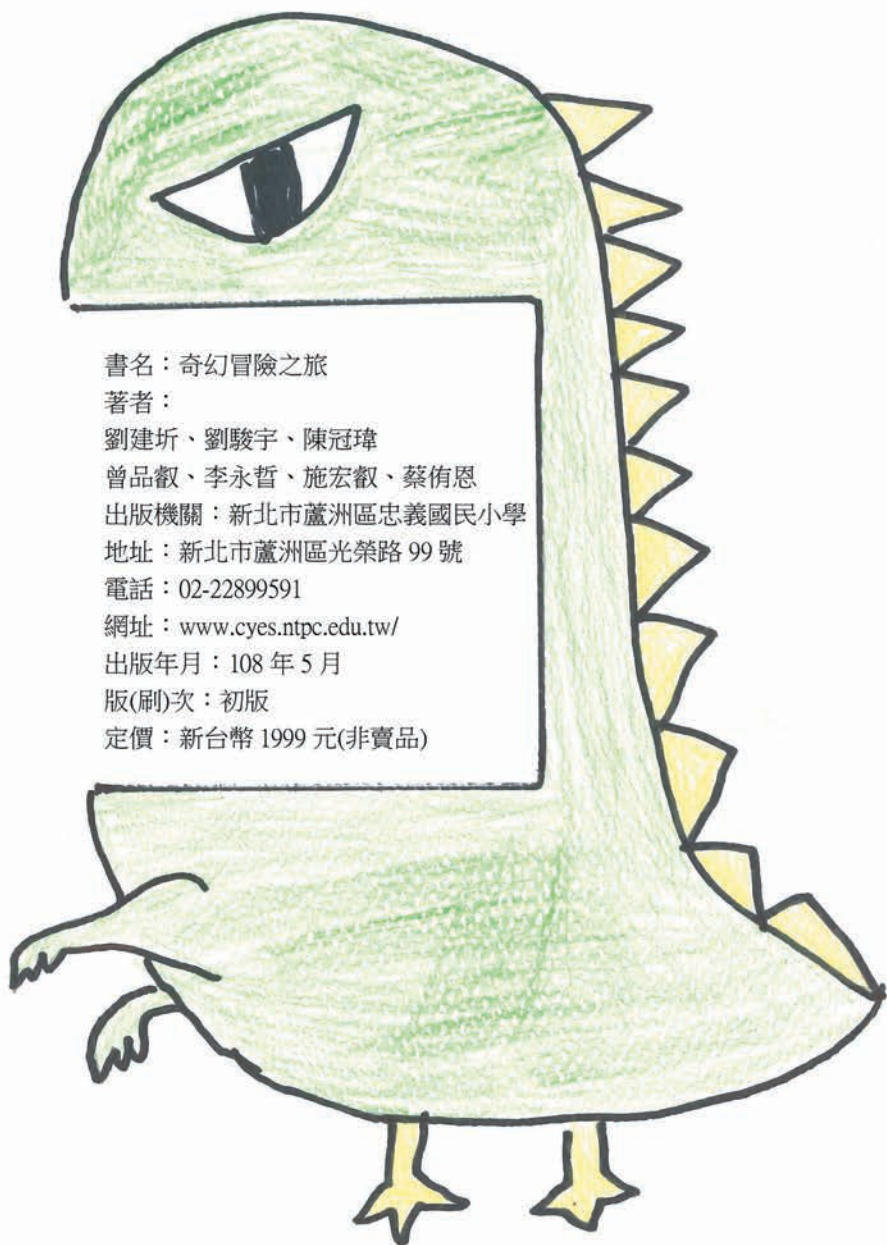 書名：奇幻冒險之旅
著者：
劉建圻、劉駿宇、陳冠瑋
曾品叡、李永晢、施宏叡、蔡侑恩
出版機關：新北市蘆洲區忠義國民小學
地址：新北市蘆洲區光榮路 99 號
電話：02-22899591
網址：www.cyes.ntpc.edu.tw/
出版年月：108 年 5 月
版(刷)次：初版
定價：新台幣 1999 元(非賣品)